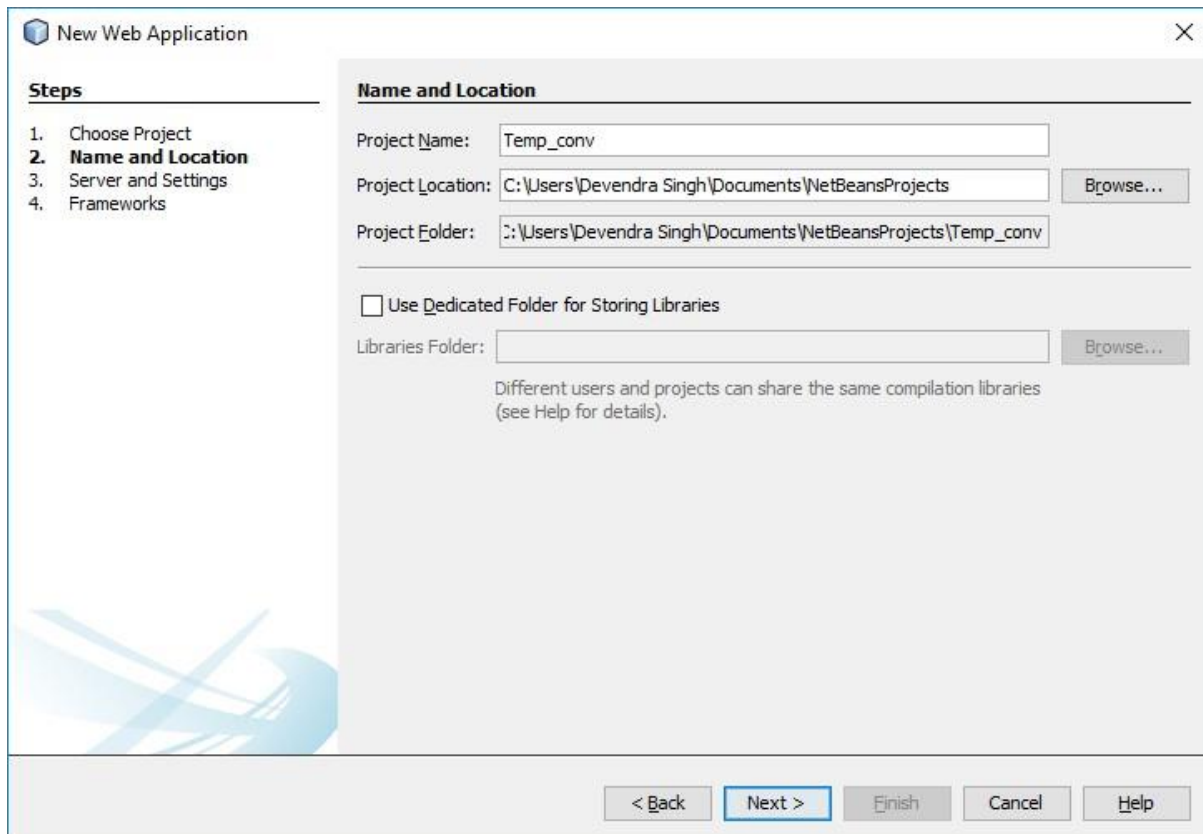 New Web Application
Steps
1. Choose Project
2. Name and Location
3. Server and Settings
4. Frameworks
Name and Location
Project Name: Temp_conv
Project Location: C:\Users\Devendra Singh\Documents\NetBeansProjects Browse...
Project Folder: C:\Users\Devendra Singh\Documents\NetBeansProjects\Temp_conv
Use Dedicated Folder for Storing Libraries
Libraries Folder: Browse...
Different users and projects can share the same compilation libraries
(see Help for details).
< Back Next > Finish Cancel Help